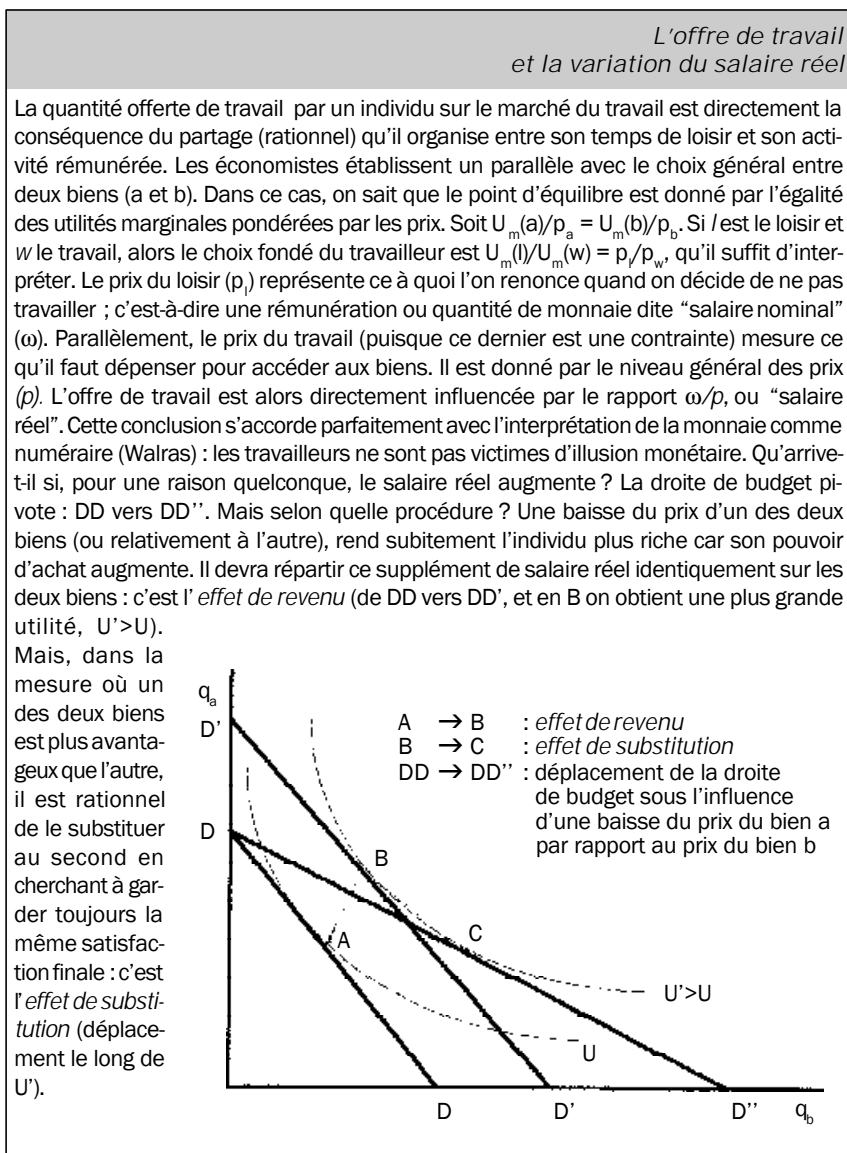 L'offre de travail
et la variation du salaire réel
La quantité offerte de travail par un individu sur le marché du travail est directement la
conséquence du partage (rationnel) qu'il organise entre son temps de loisir et son acti-
vité rémunérée. Les économistes établissent un parallèle avec le choix général entre
deux biens (a et b). Dans ce cas, on sait que le point d'équilibre est donné par l'égalité
des utilités marginales pondérées par les prix. Soit U_m(a)/p_a = U_m(b)/p_b. Si l est le loisir et
w le travail, alors le choix fondé du travailleur est U_m(l)/U_m(w) = p_l/p_w, qu'il suffit d'inter-
préter. Le prix du loisir (p_l) représente ce à quoi l'on renonce quand on décide de ne pas
travailler ; c'est-à-dire une rémunération ou quantité de monnaie dite “salaire nominal”
(ω). Parallèlement, le prix du travail (puisque ce dernier est une contrainte) mesure ce
qu'il faut dépenser pour accéder aux biens. Il est donné par le niveau général des prix
(p). L'offre de travail est alors directement influencée par le rapport ω/p, ou “salaire
réel”. Cette conclusion s'accorde parfaitement avec l'interprétation de la monnaie comme
numéraire (Walras) : les travailleurs ne sont pas victimes d'illusion monétaire. Qu'arrive-
t-il si, pour une raison quelconque, le salaire réel augmente ? La droite de budget pi-
vote : DD vers DD''. Mais selon quelle procédure ? Une baisse du prix d'un des deux
biens (ou relativement à l'autre), rend subitement l'individu plus riche car son pouvoir
d'achat augmente. Il devra répartir ce supplément de salaire réel identiquement sur les
deux biens : c'est l' effet de revenu (de DD vers DD', et en B on obtient une plus grande
utilité, U'>U).
Mais, dans la
mesure où un
des deux biens
est plus avanta-
geux que l'autre,
il est rationnel
de le substituer
au second en
cherchant à gar-
der toujours la
même satisfac-
tion finale : c'est
l' effet de substi-
tution (déplace-
ment le long de
U').
q_a
D'
D
A → B : effet de revenu
B → C : effet de substitution
DD → DD'' : déplacement de la droite
de budget sous l'influence
d'une baisse du prix du bien a
par rapport au prix du bien b
B
A
C
U'>U
U
D D' D'' q_b